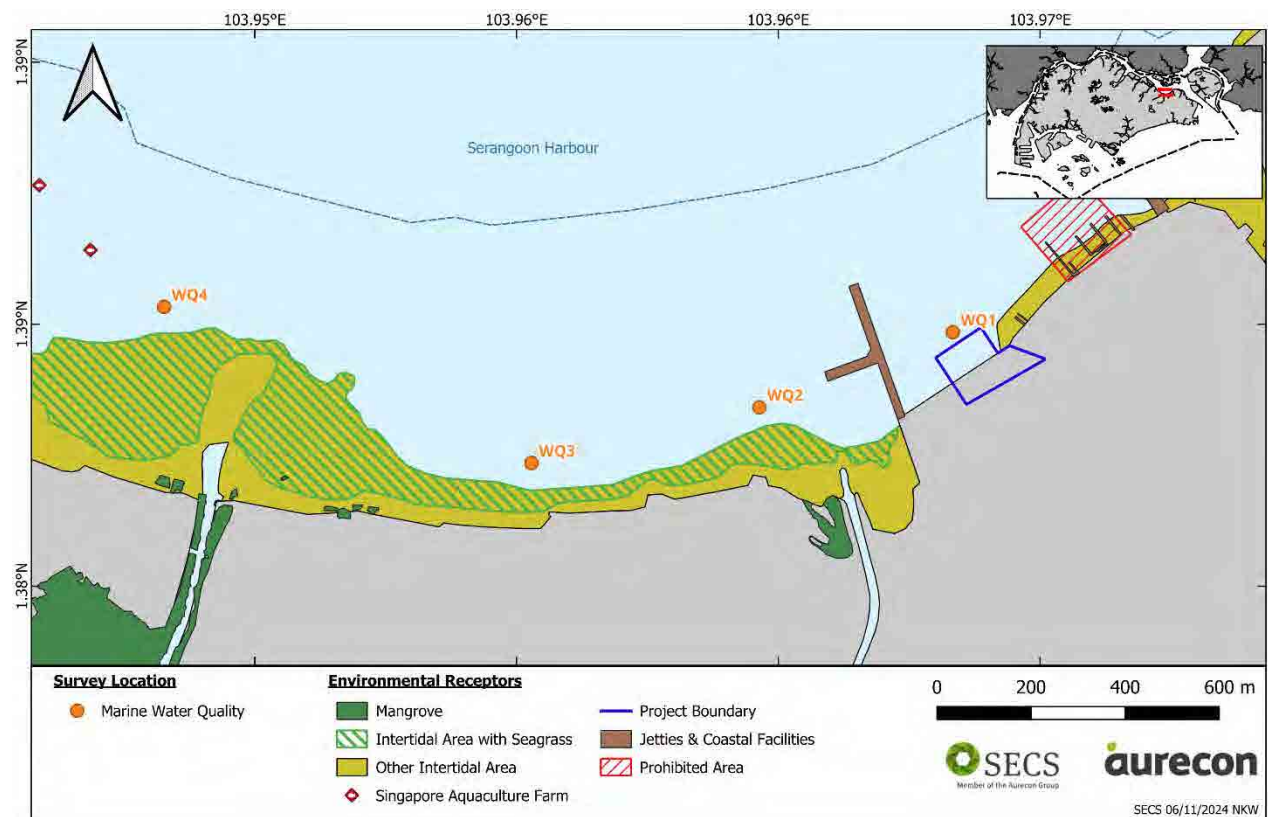 103.95°E 103.96°E 103.96°E 103.97°E
1.39°N
Serangoon Harbour
WQ4
WQ1
1.39°N
WQ2
WQ3
1.38°N
Survey Location
Marine Water Quality
Environmental Receptors
Mangrove
Intertidal Area with Seagrass
Other Intertidal Area
Singapore Aquaculture Farm
Project Boundary
Jetties & Coastal Facilities
Prohibited Area
0 200 400 600 m
SECS
Member of the Aurecon Group
aurecon
SECS 06/11/2024 NKW